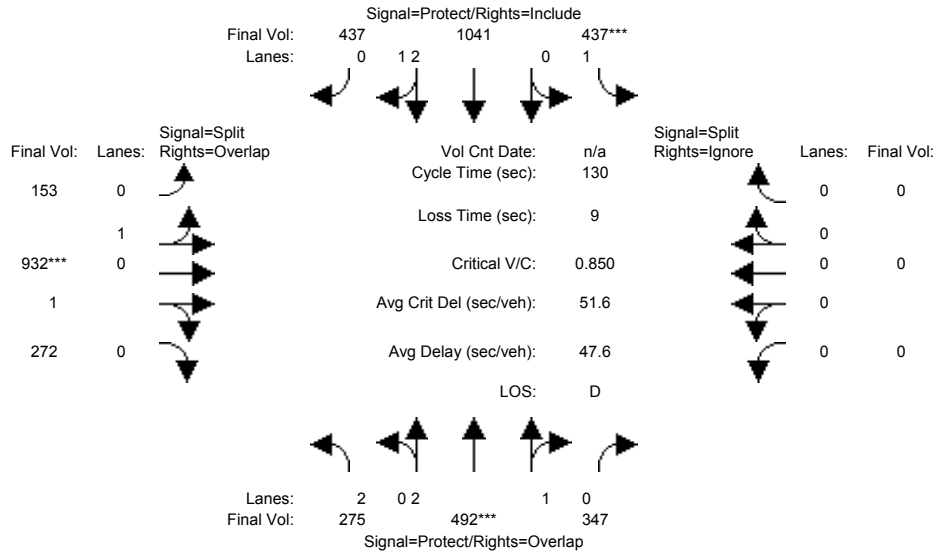 Signal=Protect/Rights=Include
Final Vol: 437 1041 437***
Lanes: 0 1 2 0 1
Signal=Split Signal=Split
Final Vol: Lanes: Rights=Overlap Vol Cnt Date: n/a Rights=Ignore Lanes: Final Vol:
Cycle Time (sec): 130
153 0 0 0
Loss Time (sec): 9
1 0
932*** 0 Critical V/C: 0.850 0 0
1 Avg Crit Del (sec/veh): 51.6 0
272 0 Avg Delay (sec/veh): 47.6 0 0
LOS: D
Lanes: 2 0 2 1 0
Final Vol: 275 492*** 347
Signal=Protect/Rights=Overlap